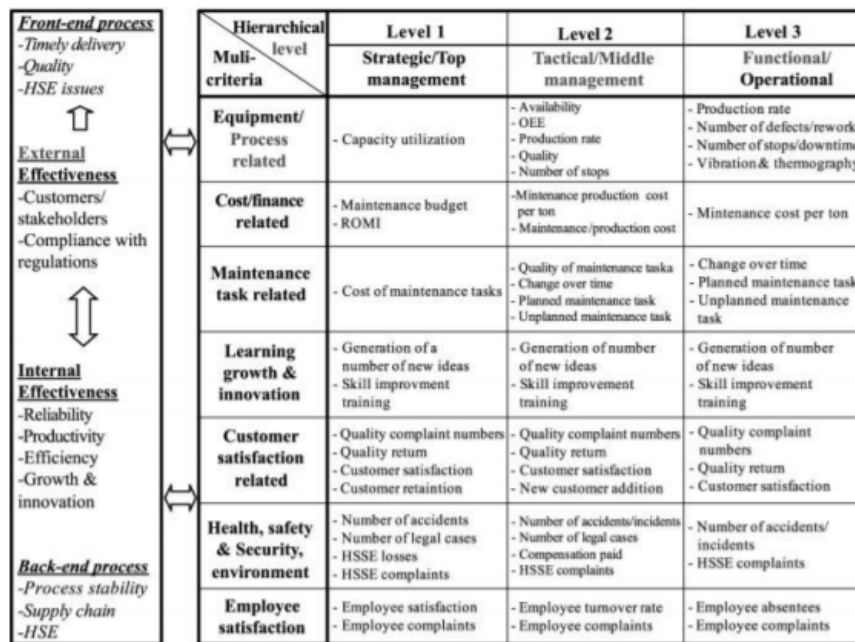 Front-end process
-Timely delivery
-Quality
-HSE issues
External
Effectiveness
-Customers/
stakeholders
-Compliance with
regulations
Internal
Effectiveness
-Reliability
-Productivity
-Efficiency
-Growth &
innovation
Back-end process
-Process stability
-Supply chain
-HSE
Hierarchical
level
Muli-
criteria
Level 1
Strategic/Top
management
Level 2
Tactical/Middle
management
Level 3
Functional/
Operational
Equipment/
Process related
- Capacity utilization
- Availability
- OEE
- Production rate
- Quality
- Number of stops
- Production rate
- Number of defects/rework
- Number of stops/downtime
- Vibration & thermography
Cost/finance
related
- Maintenance budget
- ROMI
-Mintenance production cost
per ton
- Maintenance/production cost
- Mintenance cost per ton
Maintenance
task related
- Cost of maintenance tasks
- Quality of maintenance taska
- Change over time
- Planned maintenance task
- Unplanned maintenance task
- Change over time
- Planned maintenance task
- Unplanned maintenance
task
Learning
growth &
innovation
- Generation of a
number of new ideas
- Skill improvment
training
- Generation of number
of new ideas
- Skill improvement
training
- Generation of number
of new ideas
- Skill improvement
training
Customer
satisfaction
related
- Quality complaint numbers
- Quality return
- Customer satisfaction
- Customer retaintion
- Quality complaint numbers
- Quality return
- Customer satisfaction
- New customer addition
- Quality complaint
numbers
- Quality return
- Customer satisfaction
Health, safety
& Security,
environment
- Number of accidents
- Number of legal cases
- HSSE losses
- HSSE complaints
- Number of accidents/incidents
- Number of legal cases
- Compensation paid
- HSSE complaints
- Number of accidents/
incidents
- HSSE complaints
Employee
satisfaction
- Employee satisfaction
- Employee complaints
- Employee turnover rate
- Employee complaints
- Employee absentees
- Employee complaints